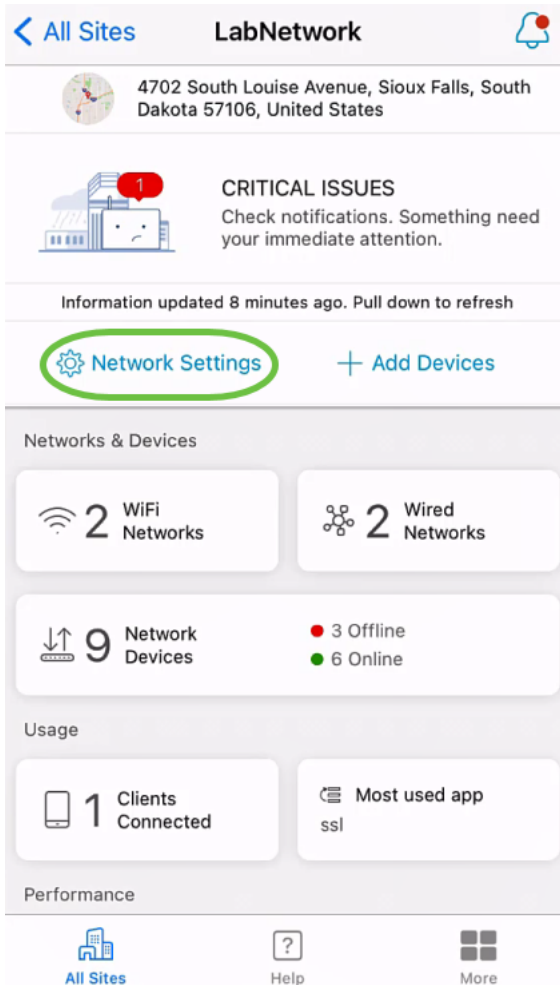 All Sites
LabNetwork
4702 South Louise Avenue, Sioux Falls, South
Dakota 57106, United States
1
CRITICAL ISSUES
Check notifications. Something need
your immediate attention.
Information updated 8 minutes ago. Pull down to refresh
Network Settings
Add Devices
Networks & Devices
2 WiFi
Networks
2 Wired
Networks
9 Network
Devices
3 Offline
6 Online
Usage
1 Clients
Connected
Most used app
ssl
Performance
All Sites
?
Help
More